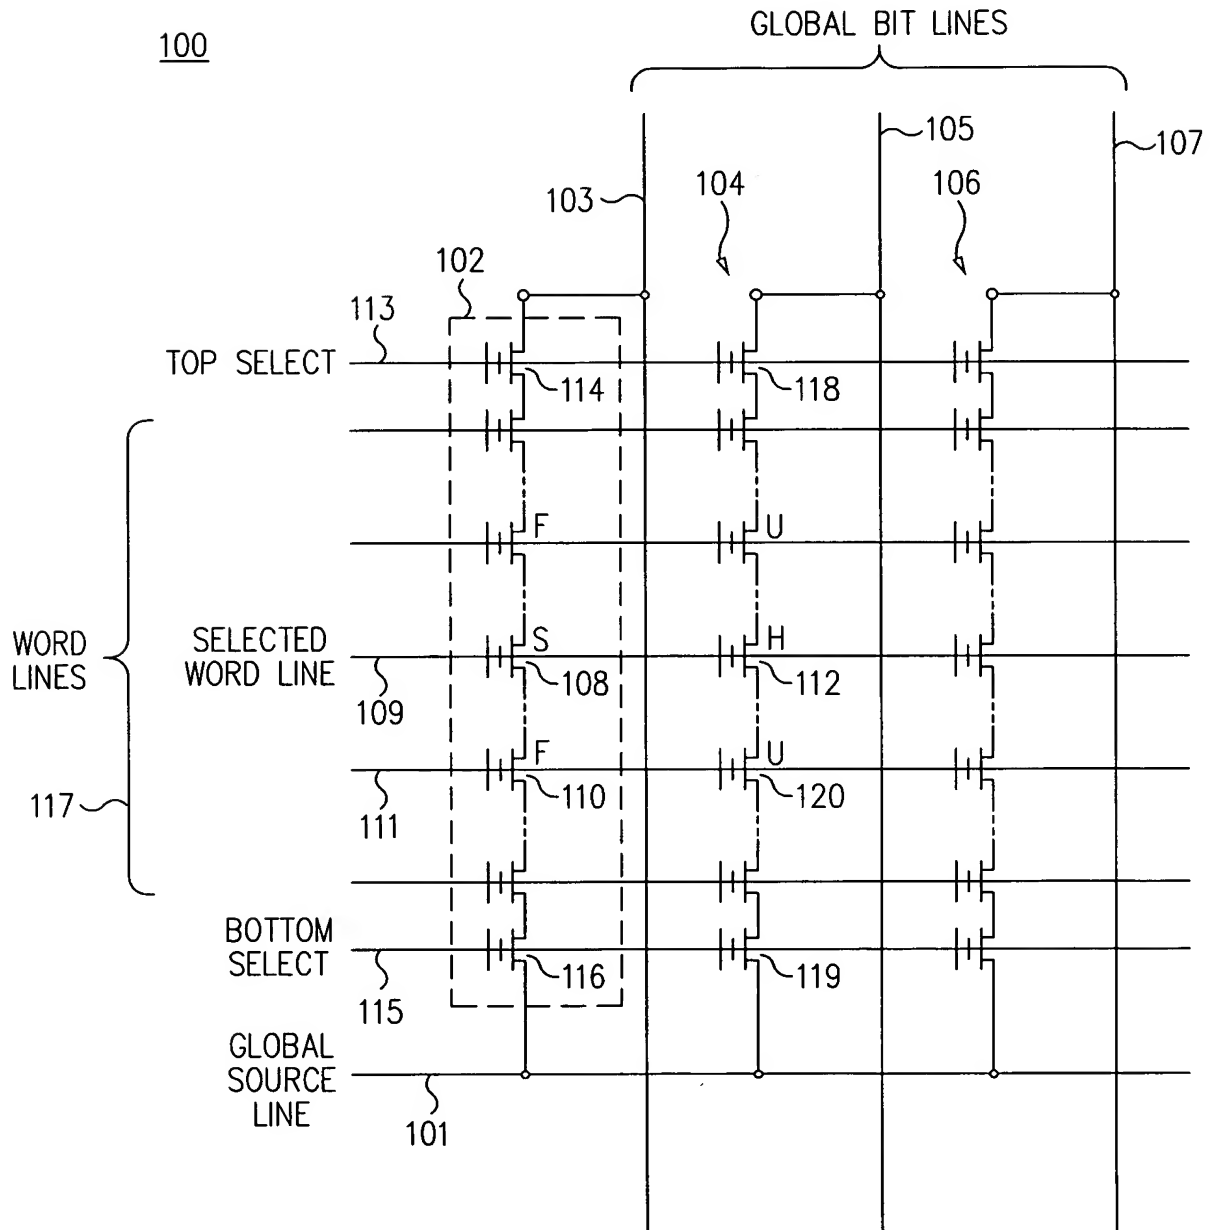 100
GLOBAL BIT LINES
105
107
103
104
106
102
113
TOP SELECT
114
118
F
U
WORD
LINES
SELECTED
WORD LINE
S
H
109
108
112
F
U
117
111
110
120
BOTTOM
SELECT
115
116
119
GLOBAL
SOURCE
LINE
101